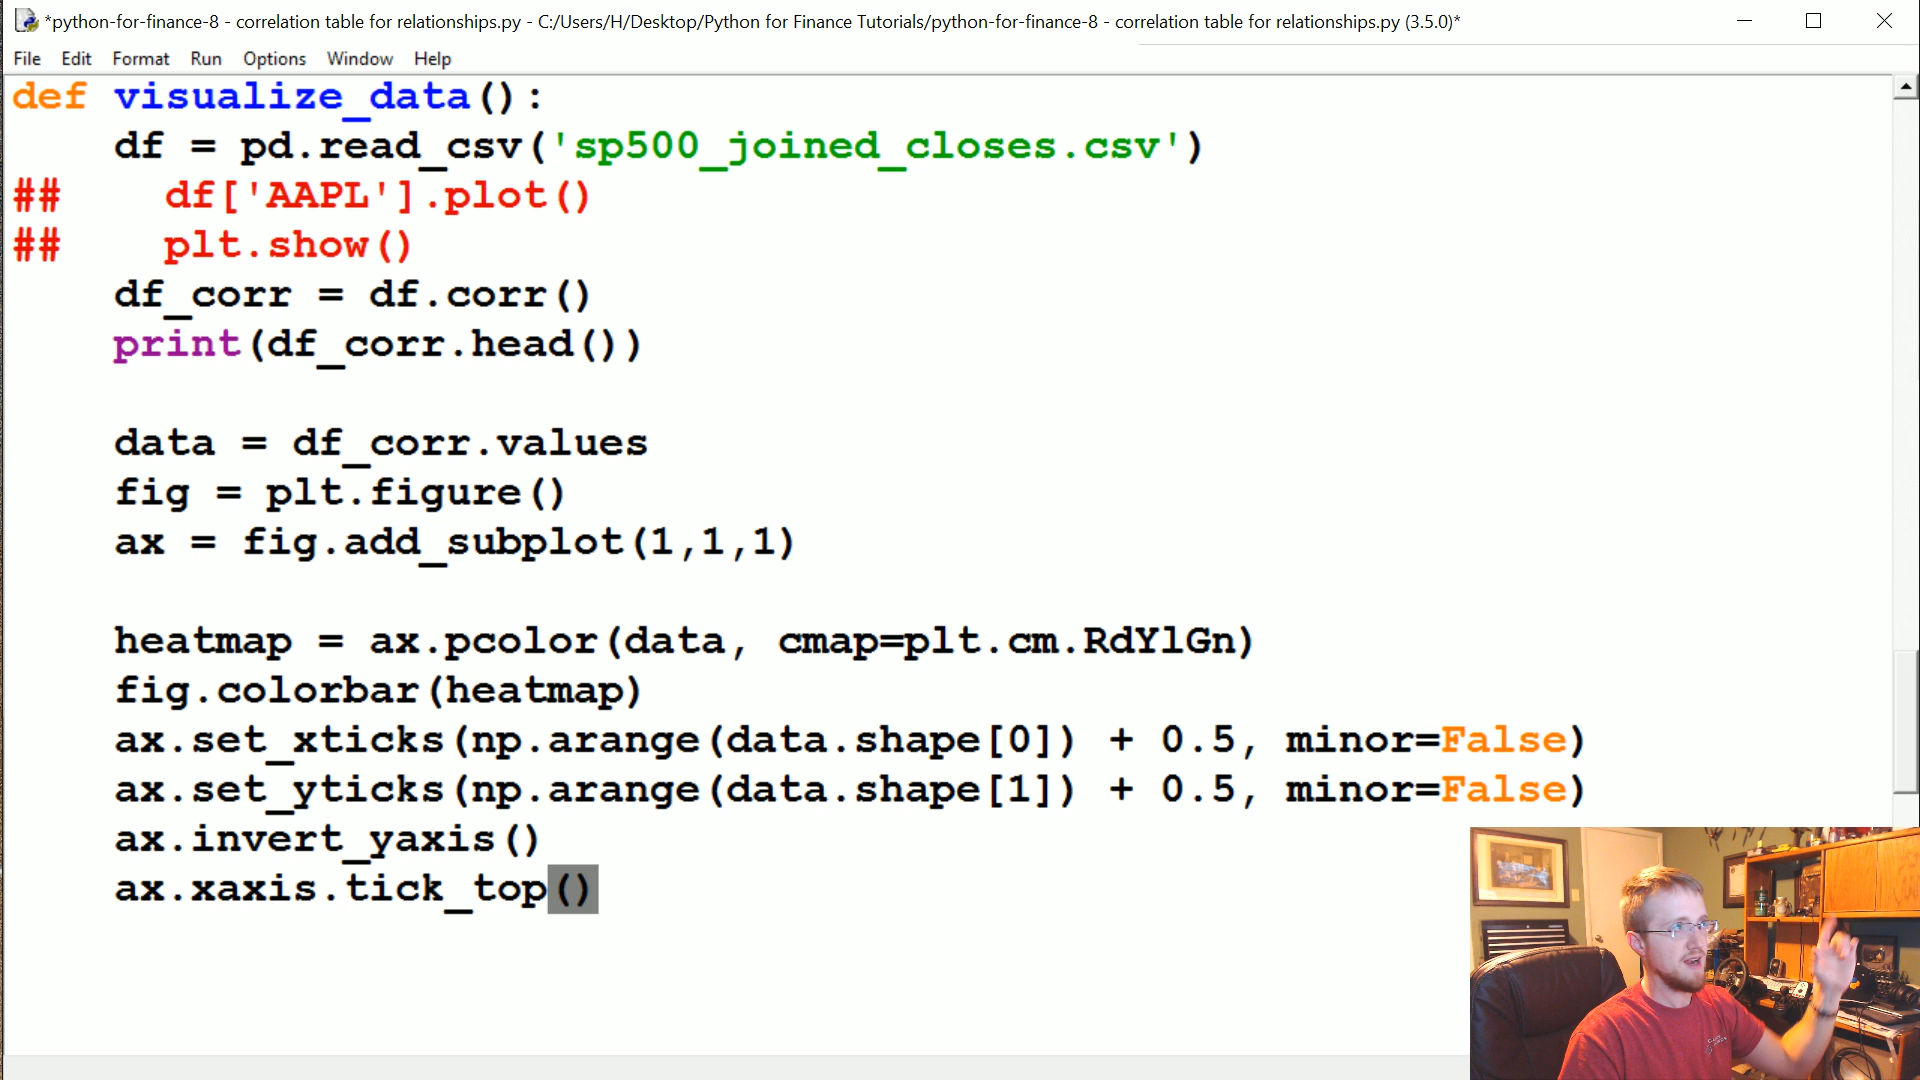 *python-for-finance-8 - correlation table for relationships.py - C:/Users/H/Desktop/Python for Finance Tutorials/python-for-finance-8 - correlation table for relationships.py (3.5.0)*
File Edit Format Run Options Window Help
def visualize_data():
    df = pd.read_csv('sp500_joined_closes.csv')
##    df['AAPL'].plot()
##    plt.show()
    df_corr = df.corr()
    print(df_corr.head())
    data = df_corr.values
    fig = plt.figure()
    ax = fig.add_subplot(1,1,1)
    heatmap = ax.pcolor(data, cmap=plt.cm.RdYlGn)
    fig.colorbar(heatmap)
    ax.set_xticks(np.arange(data.shape[0]) + 0.5, minor=False)
    ax.set_yticks(np.arange(data.shape[1]) + 0.5, minor=False)
    ax.invert_yaxis()
    ax.xaxis.tick_top()